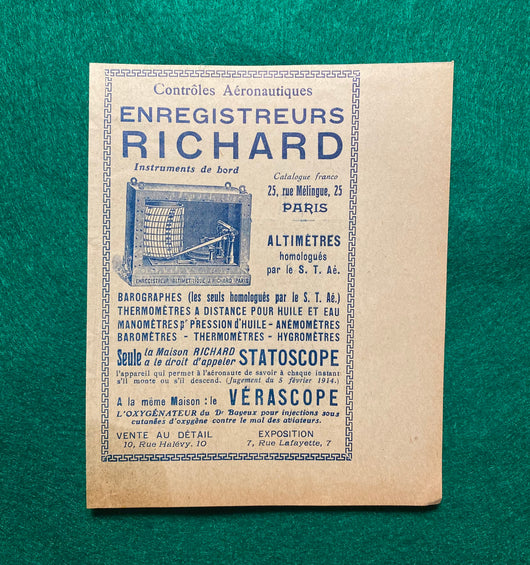 Contrôles Aéronautiques
ENREGISTREURS
RICHARD
Instruments de bord
Catalogue franco
25, rue Mélingue, 25
PARIS
ENREGISTREUR ALTIMETRIQUE J. RICHARD PARIS
ALTIMÈTRES
homologués
par le S. T. Aé.
BAROGRAPHES (les seuls homologués par le S. T. Aé.)
THERMOMÈTRES A DISTANCE POUR HUILE ET EAU
MANOMÈTRES pr PRESSION D'HUILE - ANÉMOMÈTRES
BAROMÈTRES - THERMOMÈTRES - HYGROMÈTRES
Seule la Maison RICHARD a le droit d'appeler STATOSCOPE
l'appareil qui permet à l'aéronaute de savoir à chaque instant
s'il monte ou s'il descend. (Jugement du 5 février 1914.)
A la même Maison : le VÉRASCOPE
L'OXYGÉNATEUR du Dr Bayeux pour injections sous
cutanées d'oxygène contre le mal des aviateurs.
VENTE AU DÉTAIL
10, Rue Halévy, 10
EXPOSITION
7, Rue Lafayette, 7